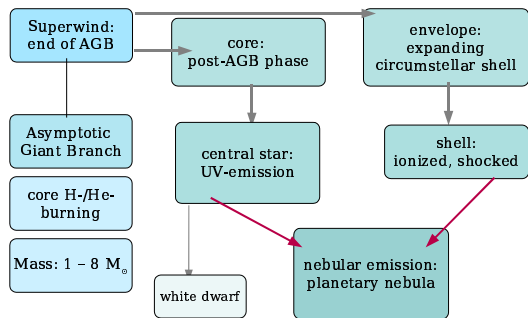 Superwind:
end of AGB
core:
post-AGB phase
envelope:
expanding
circumstellar shell
Asymptotic
Giant Branch
central star:
UV-emission
shell:
ionized, shocked
core H-/He-
burning
Mass: 1 – 8 M☉
nebular emission:
planetary nebula
white dwarf